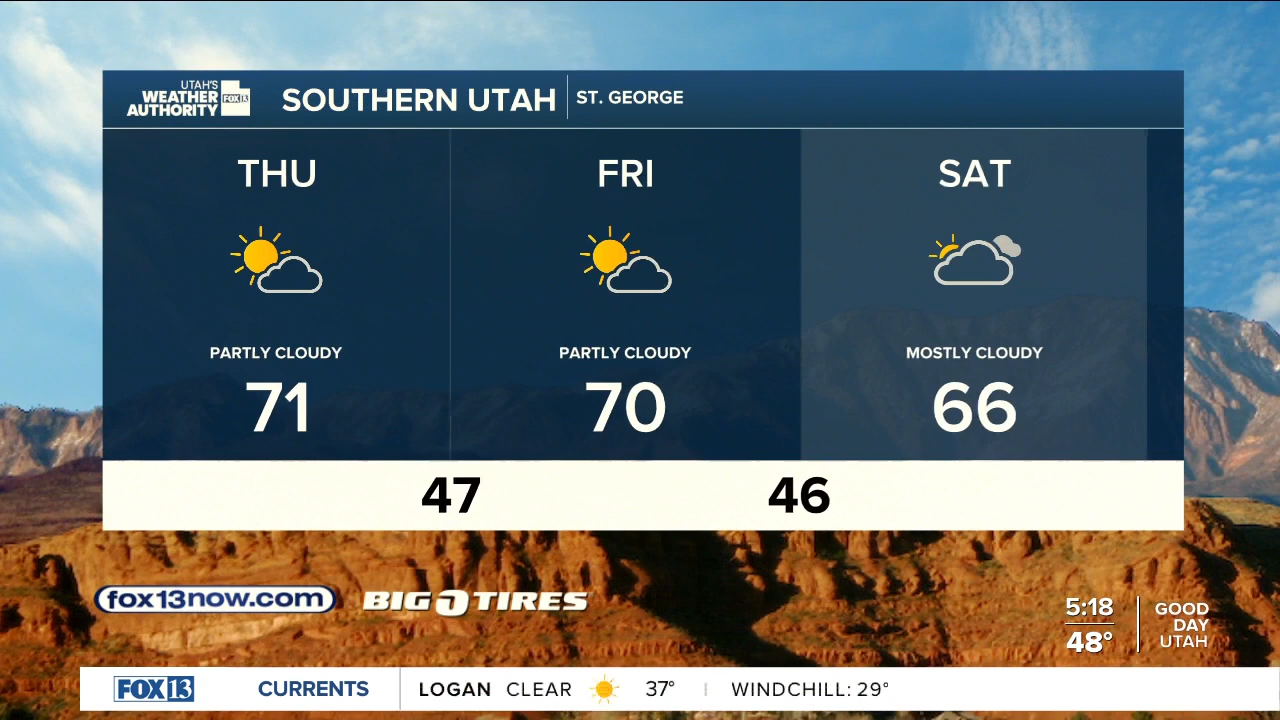 UTAH'S
WEATHER
AUTHORITY
FOX 13
SOUTHERN UTAH
ST. GEORGE
THU
FRI
SAT
PARTLY CLOUDY
PARTLY CLOUDY
MOSTLY CLOUDY
71
70
66
47
46
fox13now.com
BIG O TIRES
5:18
48°
GOOD
DAY
UTAH
FOX 13
CURRENTS
LOGAN CLEAR 37° | WINDCHILL: 29°